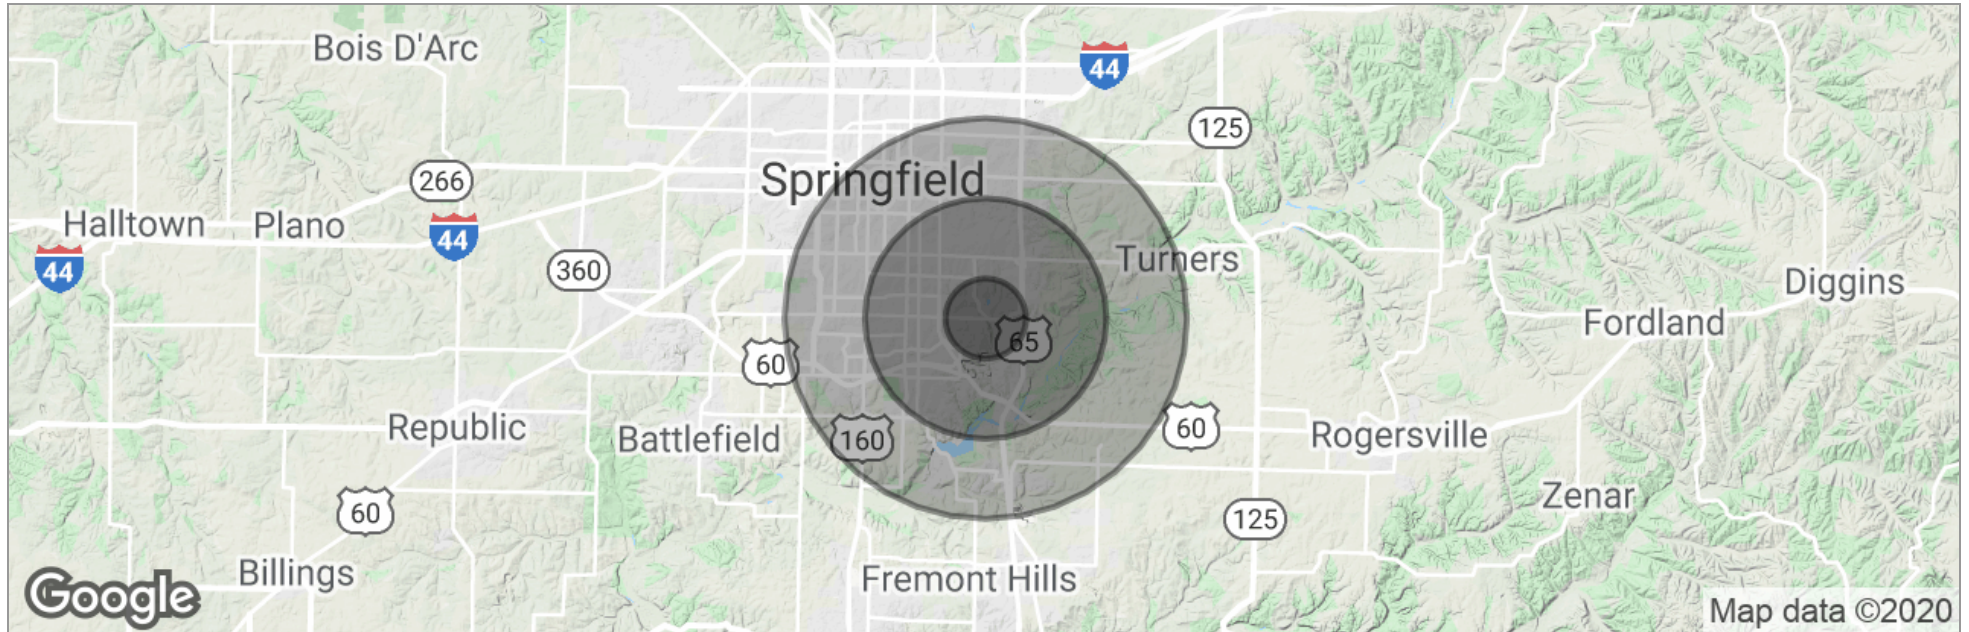 Bois D'Arc
44
125
Springfield
266
Halltown
Plano
44
44
360
Turners
Diggins
Fordland
65
60
Republic
Battlefield
160
60
Rogersville
Zenar
60
125
Billings
Fremont Hills
Google
Map data ©2020